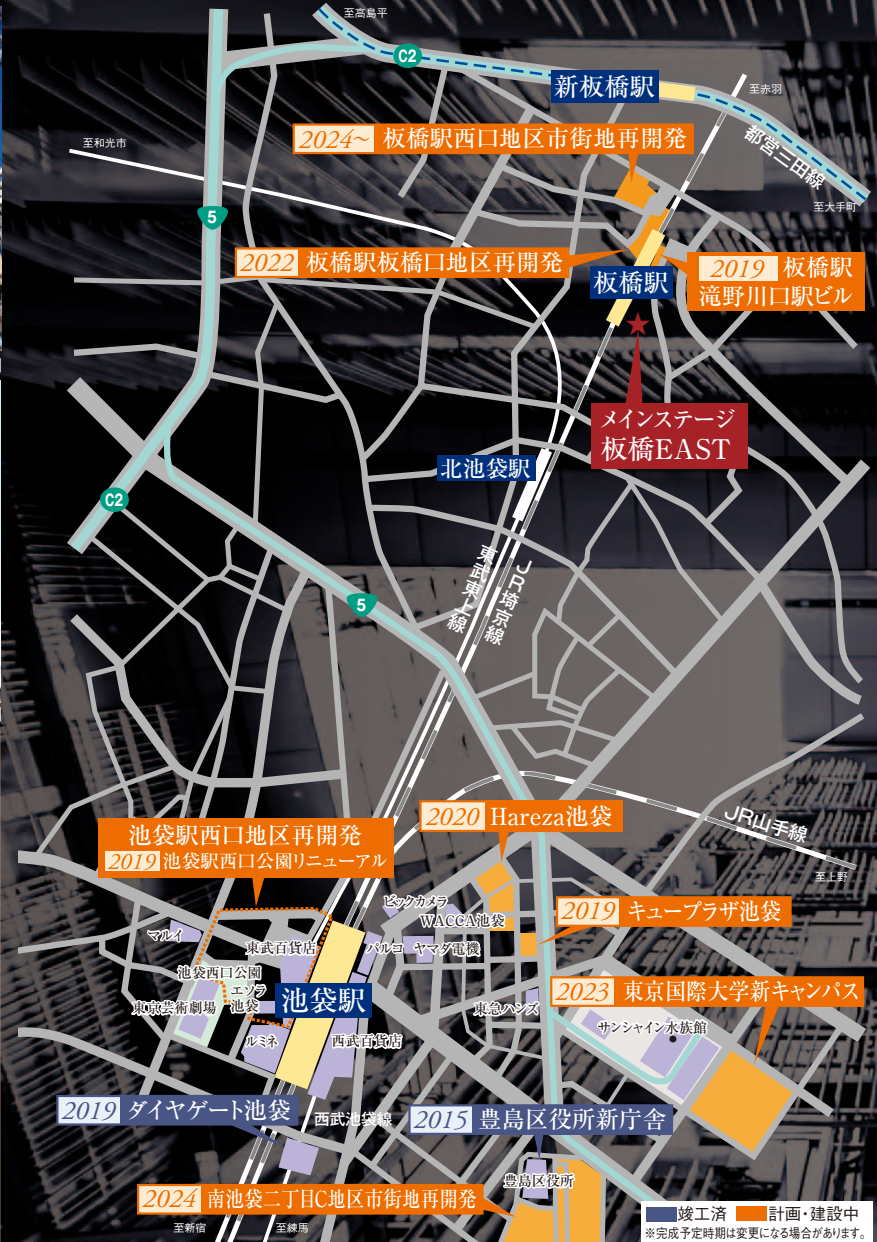 至高島平
C2
新板橋駅
至赤羽
都営三田線
至大手町
2024~ 板橋駅西口地区市街地再開発
至和光市
5
2022 板橋駅板橋口地区再開発
板橋駅
2019 板橋駅
滝野川口駅ビル
メインステージ
板橋EAST
北池袋駅
C2
東武東上線
JR埼京線
5
JR山手線
至上野
2020 Hareza池袋
池袋駅西口地区再開発
2019 池袋駅西口公園リニューアル
ビックカメラ
WACCA池袋
2019 キュープラザ池袋
マルイ
東武百貨店
パルコ
ヤマダ電機
池袋西口公園
エソラ
池袋
東京芸術劇場
池袋駅
東急ハンズ
2023 東京国際大学新キャンパス
サンシャイン水族館
ルミネ
西武百貨店
2019 ダイヤゲート池袋
西武池袋線
2015 豊島区役所新庁舎
豊島区役所
2024 南池袋二丁目C地区市街地再開発
至新宿
至練馬
竣工済 計画・建設中
※完成予定時期は変更になる場合があります。